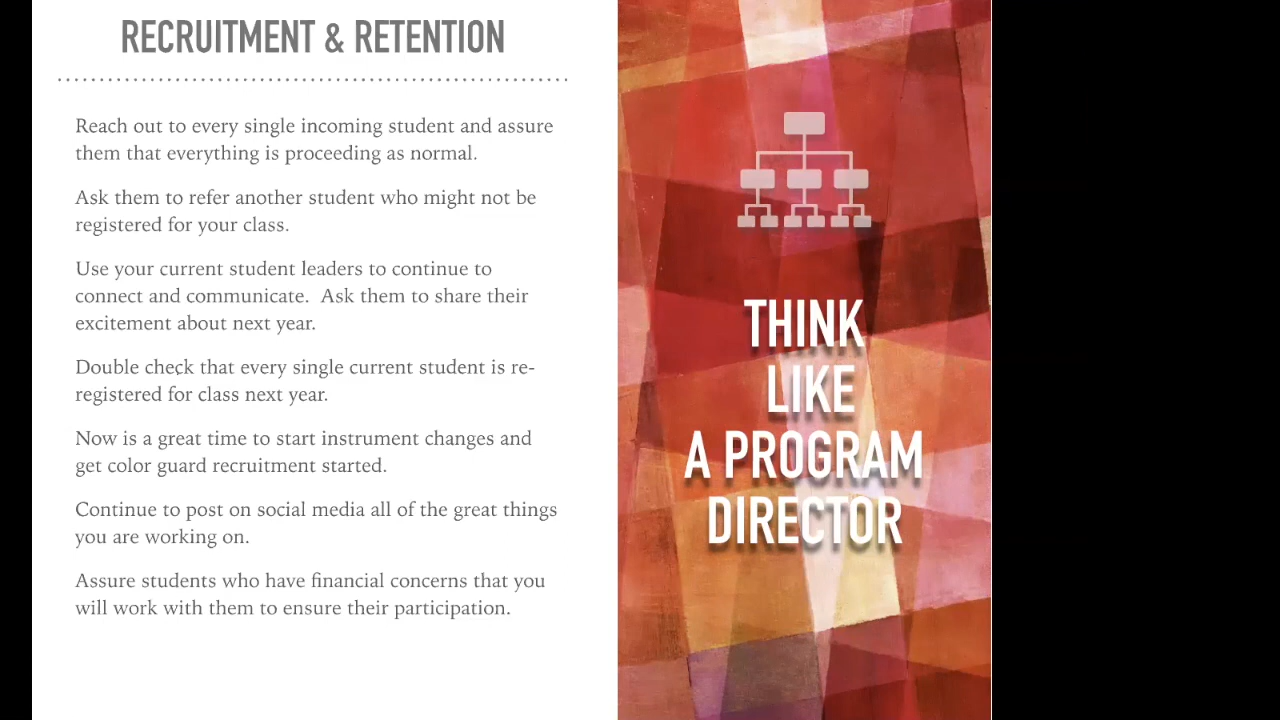 RECRUITMENT & RETENTION
Reach out to every single incoming student and assure
them that everything is proceeding as normal.
Ask them to refer another student who might not be
registered for your class.
Use your current student leaders to continue to
connect and communicate.  Ask them to share their
excitement about next year.
Double check that every single current student is re-
registered for class next year.
Now is a great time to start instrument changes and
get color guard recruitment started.
Continue to post on social media all of the great things
you are working on.
Assure students who have financial concerns that you
will work with them to ensure their participation.
THINK
LIKE
A PROGRAM
DIRECTOR